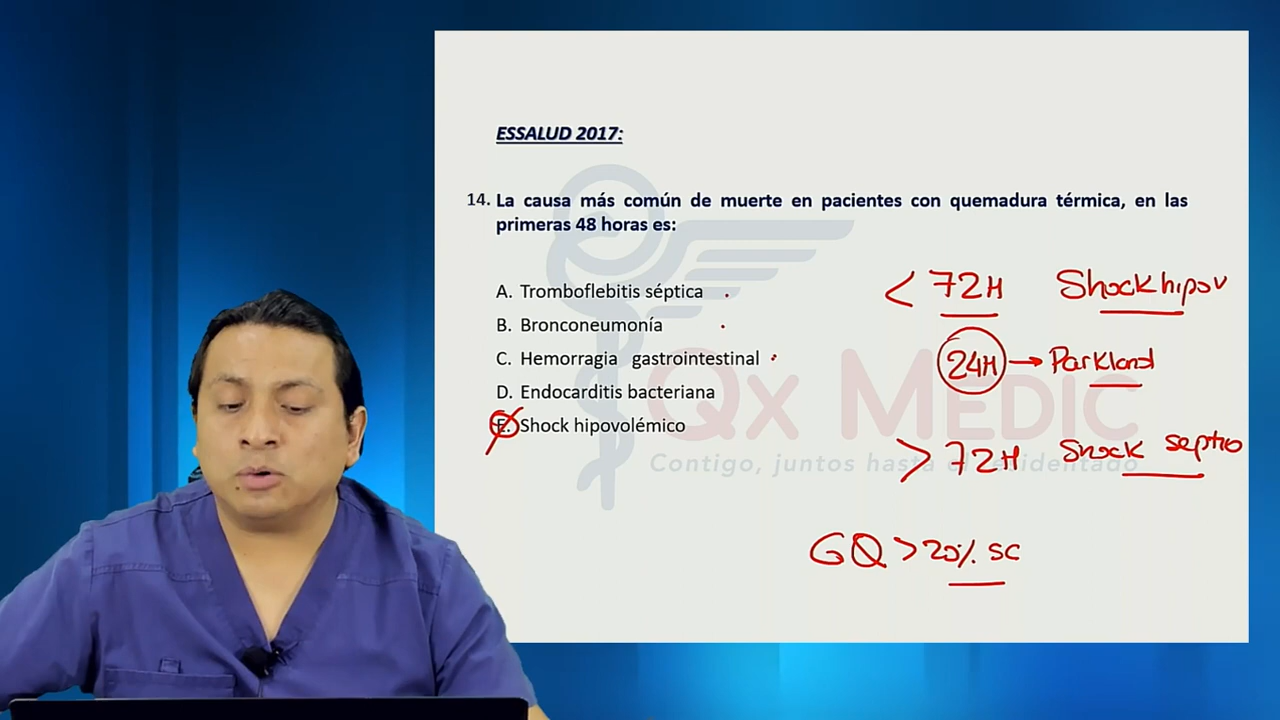 ESSALUD 2017:
14. La causa más común de muerte en pacientes con quemadura térmica, en las
primeras 48 horas es:
A. Tromboflebitis séptica
B. Bronconeumonía
C. Hemorragia gastrointestinal
D. Endocarditis bacteriana
E. Shock hipovolémico
< 72H Shock hipov
24H → Parkland
> 72H Shock septio
GQ > 20% SC
Qx MEDIC
Contigo, juntos hasta el residentado